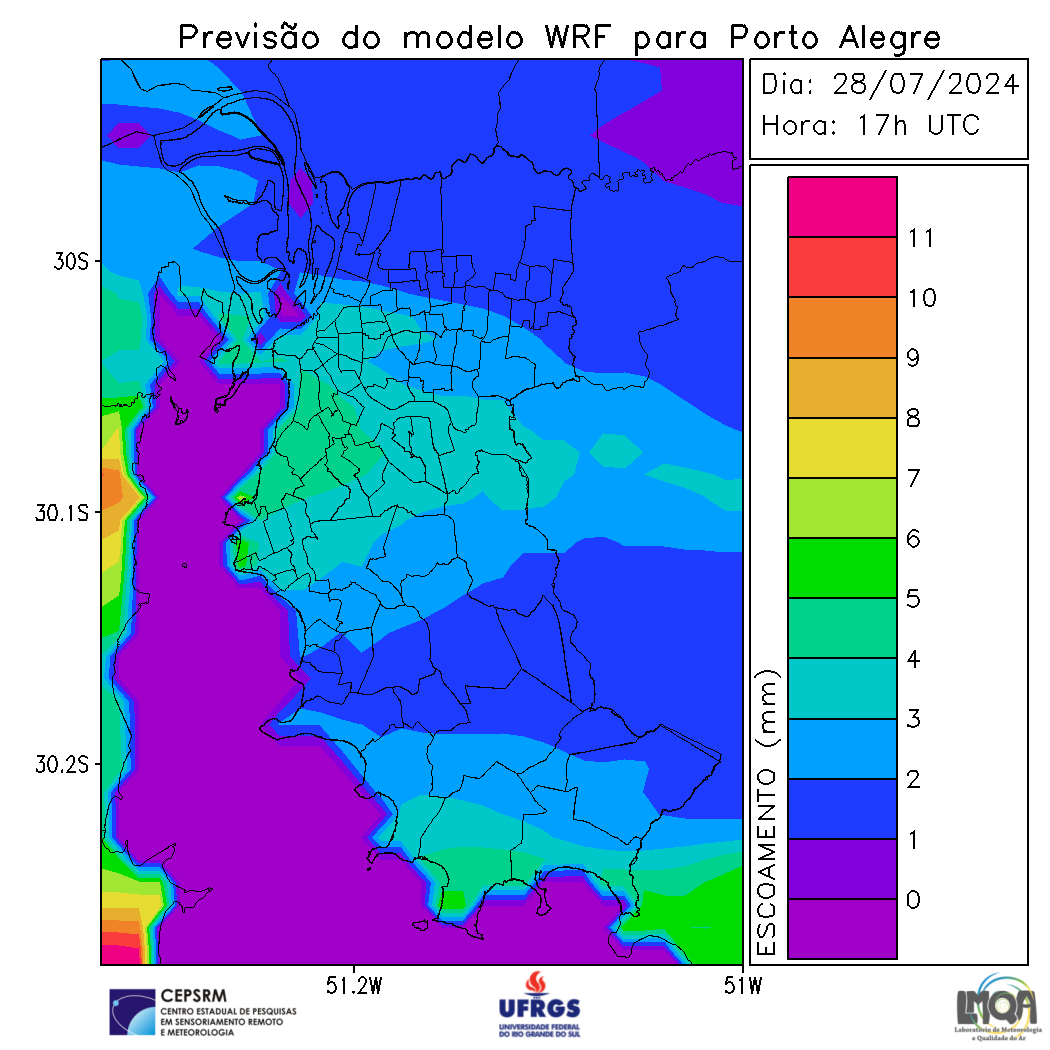 Previsão do modelo WRF para Porto Alegre
Dia: 28/07/2024
Hora: 17h UTC
30S
30.1S
30.2S
51.2W
51W
11
10
9
8
7
6
5
4
3
2
1
0
ESCOAMENTO (mm)
CEPSRM
CENTRO ESTADUAL DE PESQUISAS
EM SENSORIAMENTO REMOTO
E METEOROLOGIA
UFRGS
UNIVERSIDADE FEDERAL
DO RIO GRANDE DO SUL
LMQA
Laboratório de Meteorologia
e Qualidade do Ar